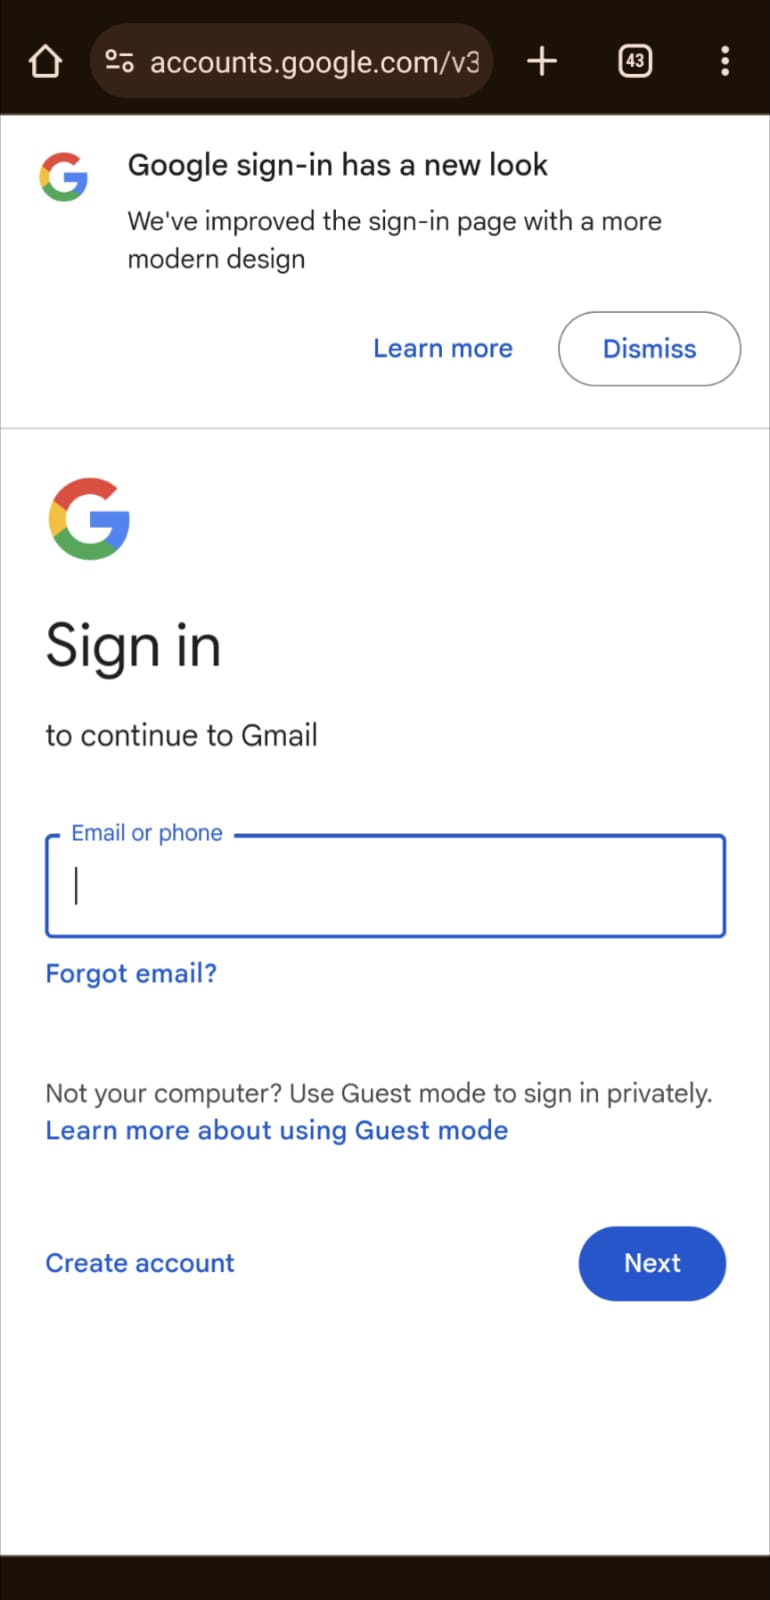 accounts.google.com/v3
43
Google sign-in has a new look
We've improved the sign-in page with a more
modern design
Learn more
Dismiss
Sign in
to continue to Gmail
Email or phone
Forgot email?
Not your computer? Use Guest mode to sign in privately.
Learn more about using Guest mode
Create account
Next